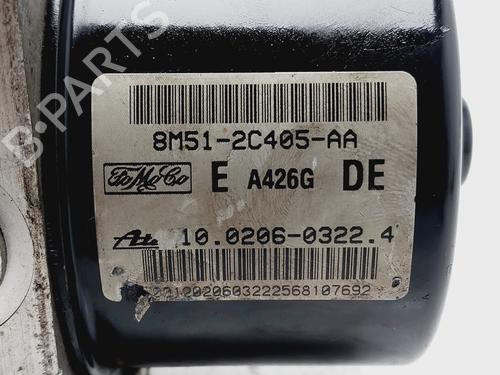 B-PARTS
8M51-2C405-AA
FoMoCo E A426G DE
Ate 10.0206-0322.4